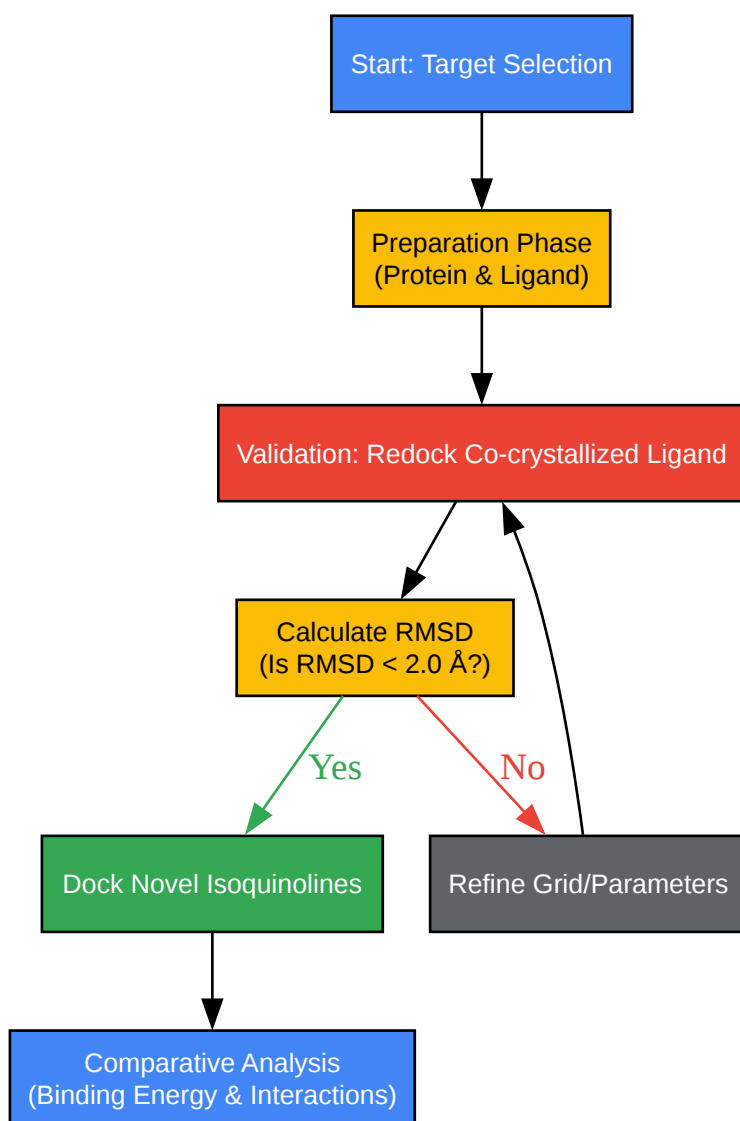 Start: Target Selection
Preparation Phase
(Protein & Ligand)
Validation: Redock Co-crystallized Ligand
Calculate RMSD
(Is RMSD < 2.0 Å?)
Yes
No
Dock Novel Isoquinolines
Refine Grid/Parameters
Comparative Analysis
(Binding Energy & Interactions)